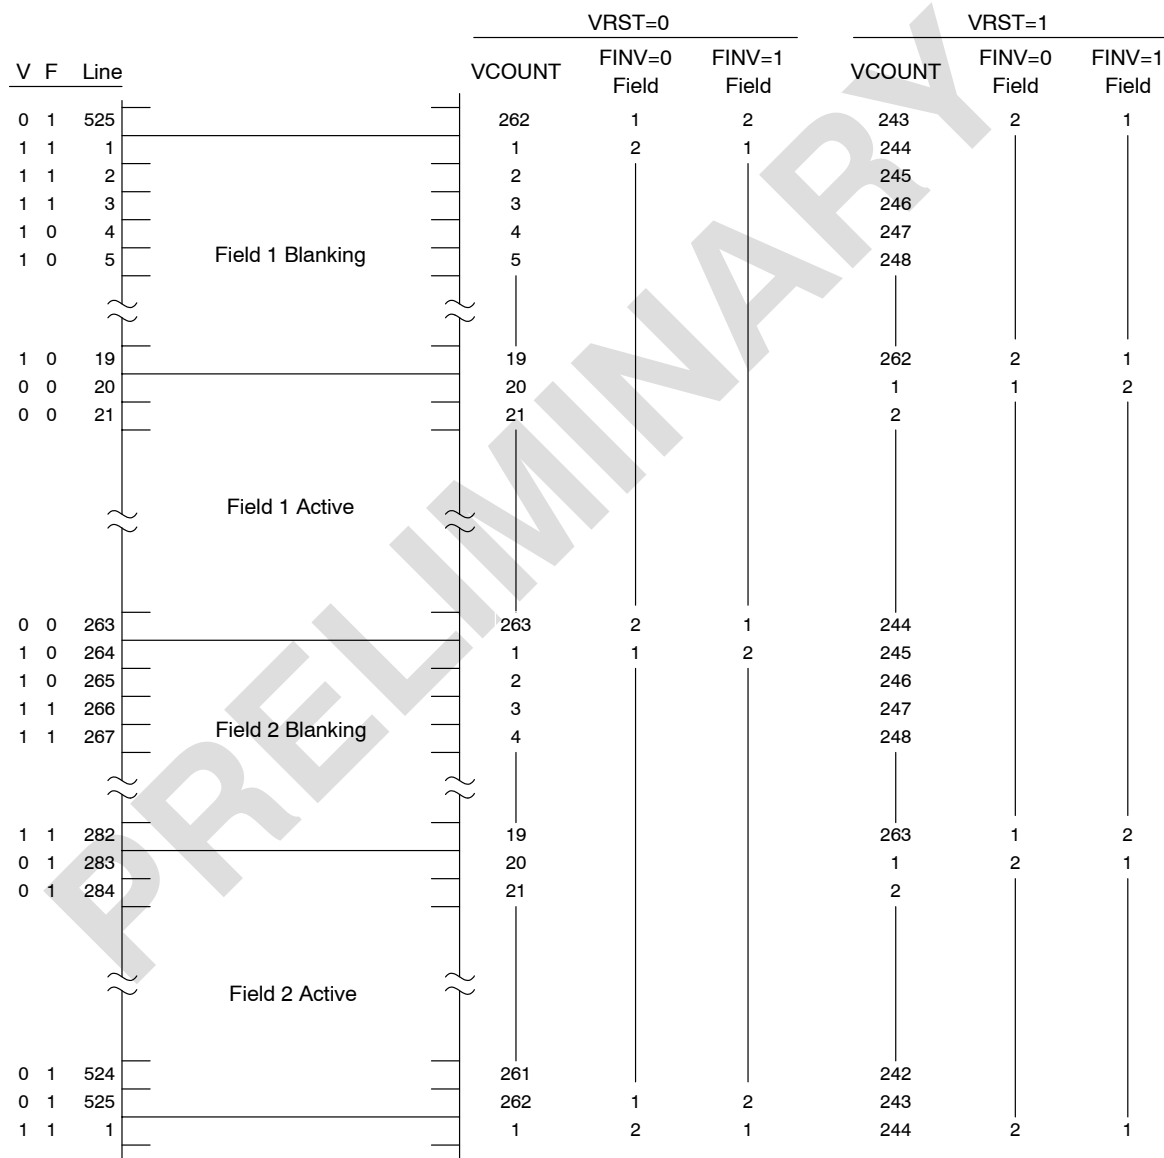 VRST=0 VRST=1
V F Line VCOUNT FINV=0 Field FINV=1 Field VCOUNT FINV=0 Field FINV=1 Field
0 1 525 262 1 2 243 2 1
1 1 1 1 2 1 244
1 1 2 2 245
1 1 3 3 246
1 0 4 4 247
1 0 5 Field 1 Blanking 5 248
1 0 19 19 262 2 1
0 0 20 20 1 1 2
0 0 21 21 2
Field 1 Active
0 0 263 263 2 1 244
1 0 264 1 1 2 245
1 0 265 2 246
1 1 266 3 247
1 1 267 Field 2 Blanking 4 248
1 1 282 19 263 1 2
0 1 283 20 1 2 1
0 1 284 21 2
Field 2 Active
0 1 524 261 242
0 1 525 262 1 2 243
1 1 1 1 2 1 244 2 1
PRELIMINARY